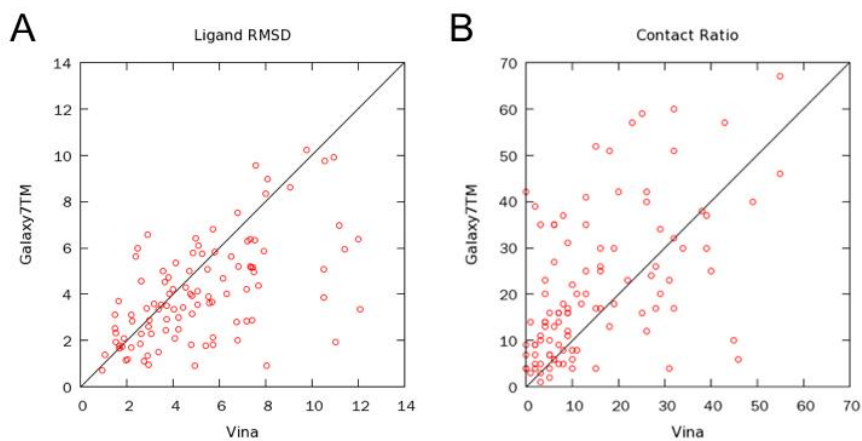 A
Ligand RMSD
14
12
10
8
6
4
2
0
Galaxy7TM
0 2 4 6 8 10 12 14
Vina
B
Contact Ratio
70
60
50
40
30
20
10
0
Galaxy7TM
0 10 20 30 40 50 60 70
Vina